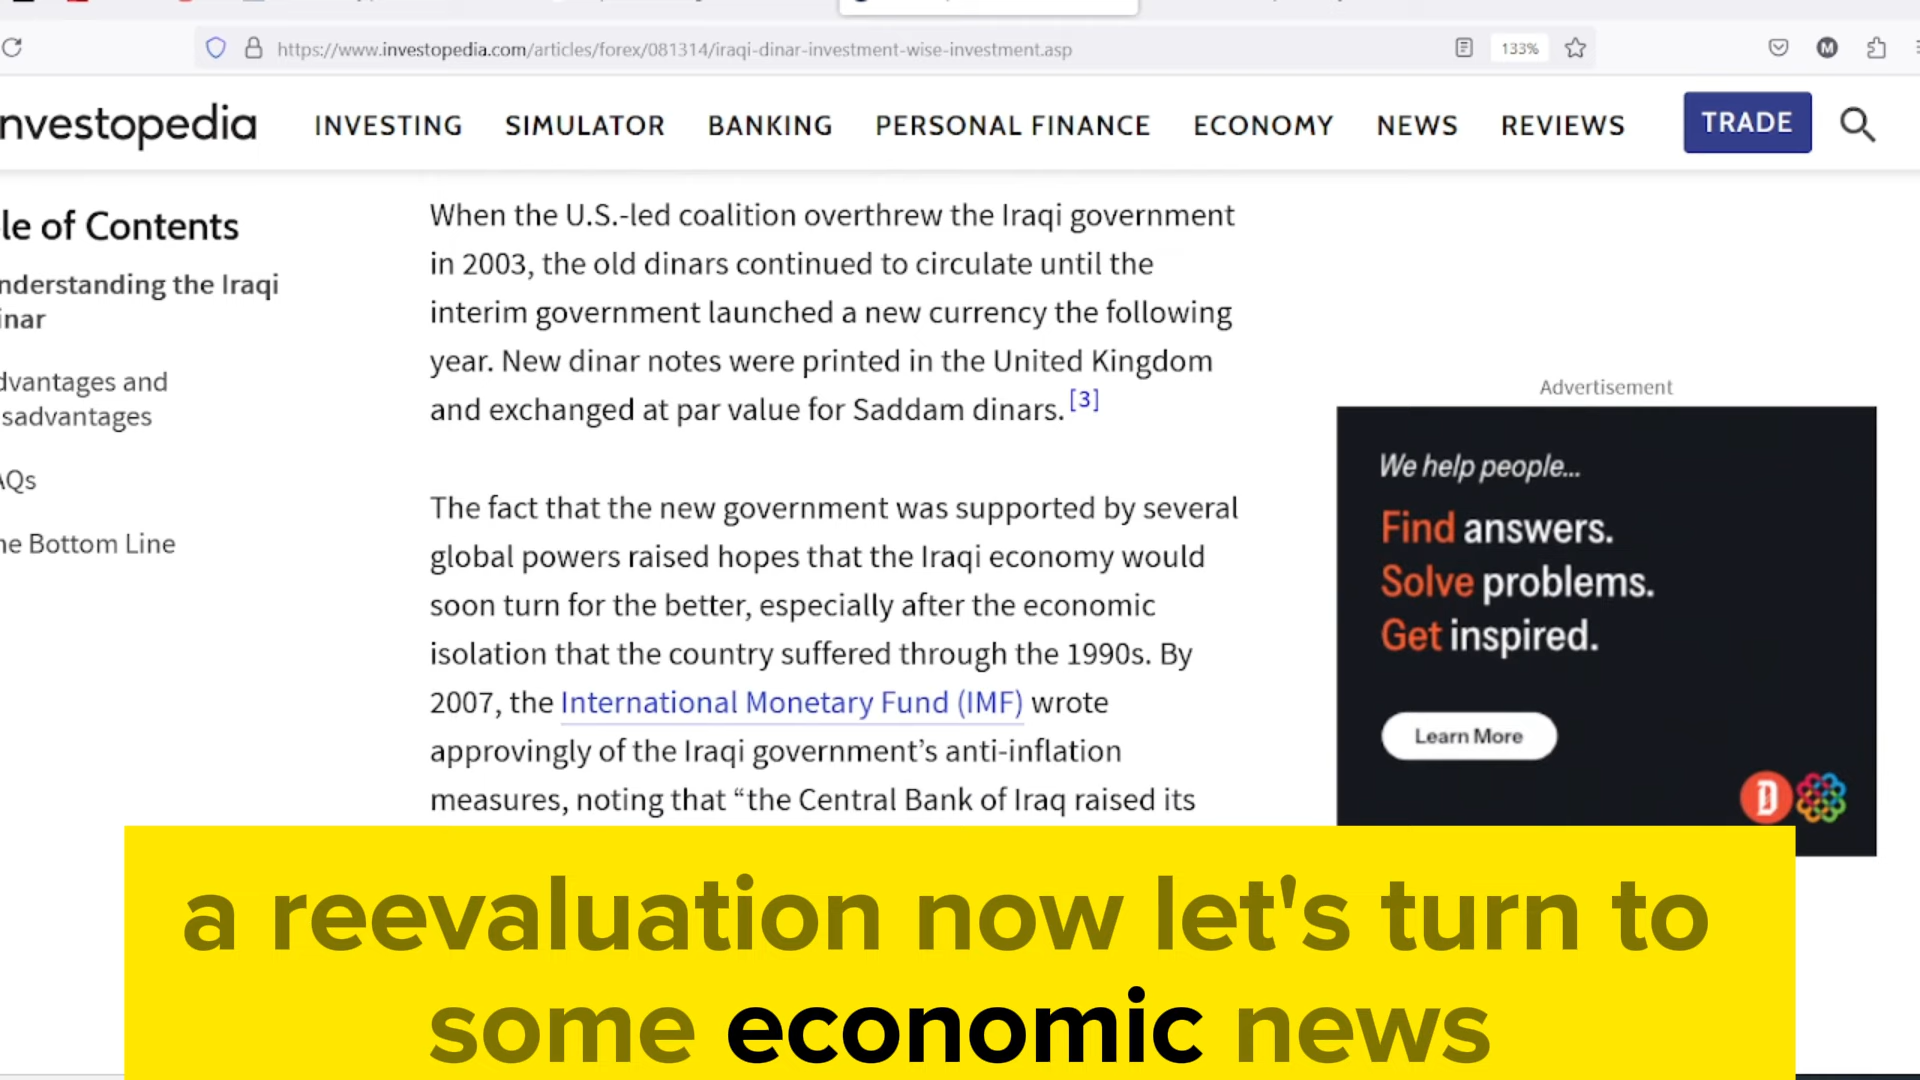 https://www.investopedia.com/articles/forex/081314/iraqi-dinar-investment-wise-investment.asp
133%
M
nvestopedia
INVESTING
SIMULATOR
BANKING
PERSONAL FINANCE
ECONOMY
NEWS
REVIEWS
TRADE
le of Contents
nderstanding the Iraqi
inar
dvantages and
sadvantages
AQs
ne Bottom Line
When the U.S.-led coalition overthrew the Iraqi government
in 2003, the old dinars continued to circulate until the
interim government launched a new currency the following
year. New dinar notes were printed in the United Kingdom
and exchanged at par value for Saddam dinars. [3]
The fact that the new government was supported by several
global powers raised hopes that the Iraqi economy would
soon turn for the better, especially after the economic
isolation that the country suffered through the 1990s. By
2007, the International Monetary Fund (IMF) wrote
approvingly of the Iraqi government’s anti-inflation
measures, noting that “the Central Bank of Iraq raised its
Advertisement
We help people...
Find answers.
Solve problems.
Get inspired.
Learn More
D
a reevaluation now let's turn to
some economic news